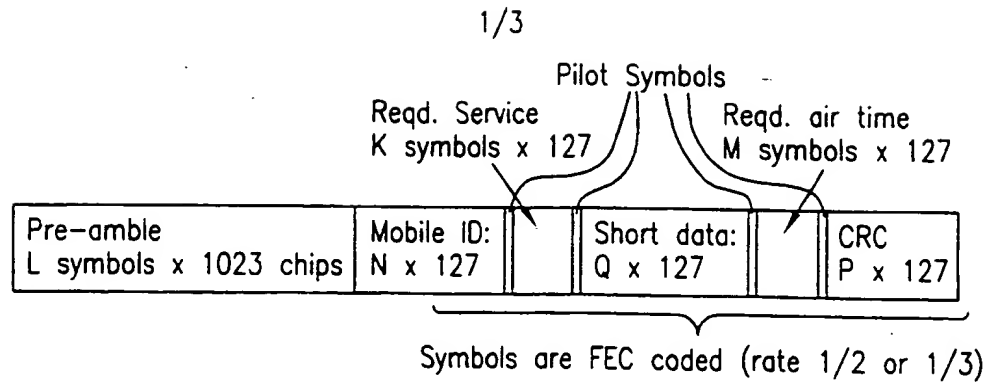 1/3
Pilot Symbols
Reqd. Service
K symbols x 127
Reqd. air time
M symbols x 127
Pre-amble
L symbols x 1023 chips
Mobile ID:
N x 127
Short data:
Q x 127
CRC
P x 127
Symbols are FEC coded (rate 1/2 or 1/3)